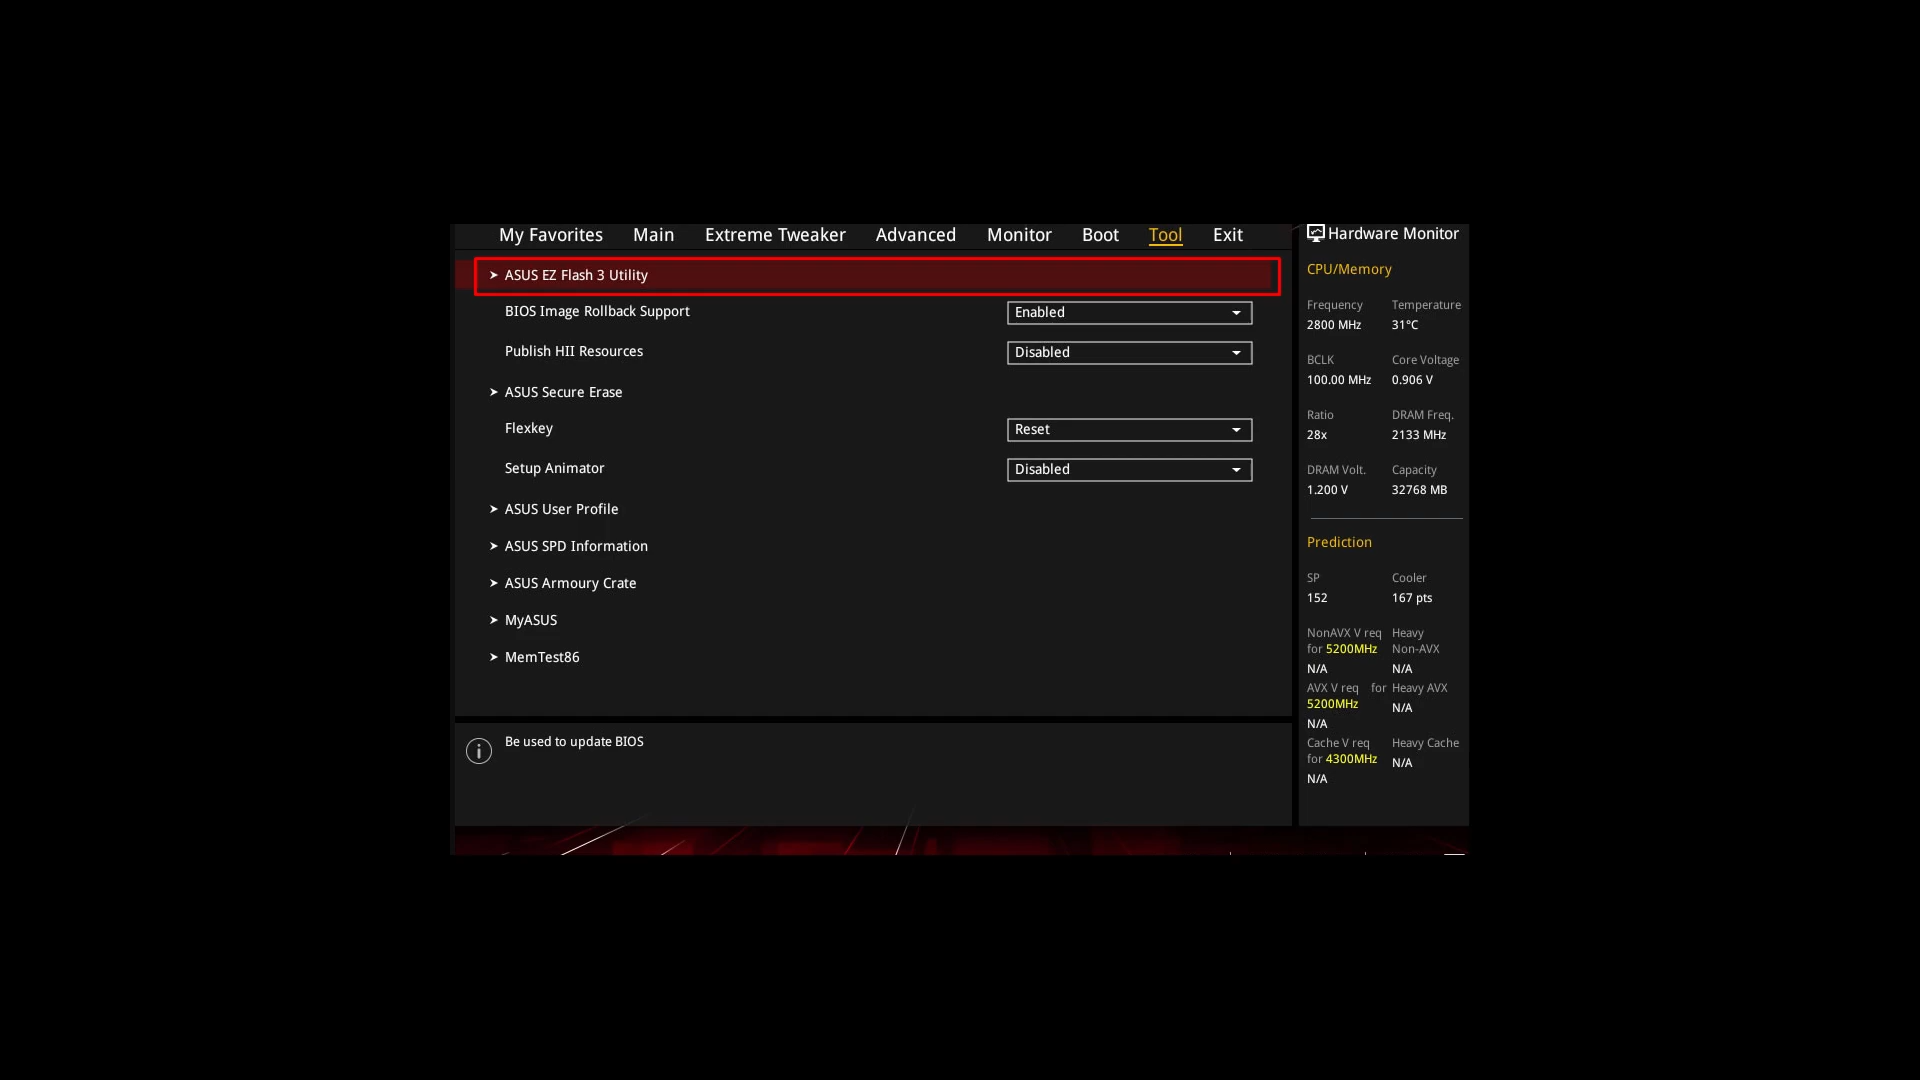 My Favorites Main Extreme Tweaker Advanced Monitor Boot Tool Exit
ASUS EZ Flash 3 Utility
BIOS Image Rollback Support Enabled
Publish HII Resources Disabled
ASUS Secure Erase
Flexkey Reset
Setup Animator Disabled
ASUS User Profile
ASUS SPD Information
ASUS Armoury Crate
MyASUS
MemTest86
Be used to update BIOS
Hardware Monitor
CPU/Memory
Frequency Temperature
2800 MHz 31°C
BCLK Core Voltage
100.00 MHz 0.906 V
Ratio DRAM Freq.
28x 2133 MHz
DRAM Volt. Capacity
1.200 V 32768 MB
Prediction
SP Cooler
152 167 pts
NonAVX V req Heavy
for 5200MHz Non-AVX
N/A N/A
AVX V req for Heavy AVX
5200MHz N/A
N/A
Cache V req Heavy Cache
for 4300MHz N/A
N/A